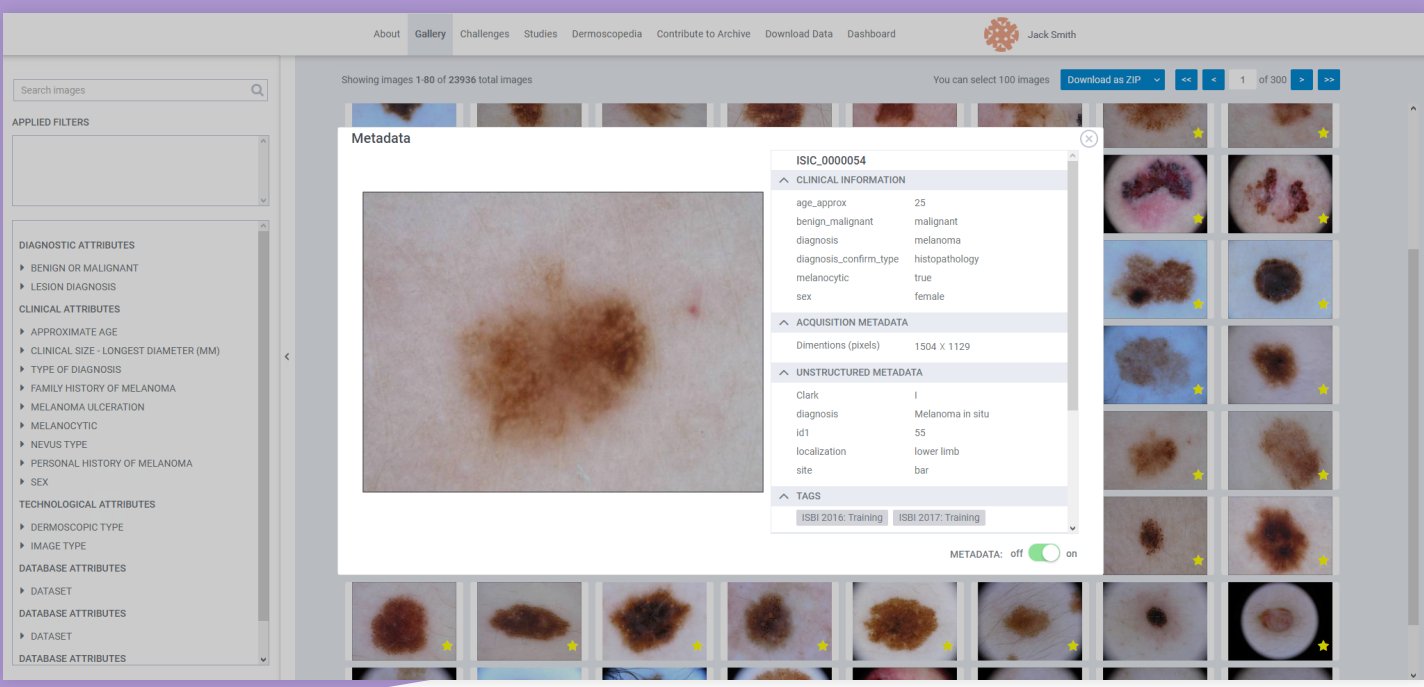 About Gallery Challenges Studies Dermoscopedia Contribute to Archive Download Data Dashboard Jack Smith
Search images
APPLIED FILTERS
DIAGNOSTIC ATTRIBUTES
BENIGN OR MALIGNANT
LESION DIAGNOSIS
CLINICAL ATTRIBUTES
APPROXIMATE AGE
CLINICAL SIZE - LONGEST DIAMETER (MM)
TYPE OF DIAGNOSIS
FAMILY HISTORY OF MELANOMA
MELANOMA ULCERATION
MELANOCYTIC
NEVUS TYPE
PERSONAL HISTORY OF MELANOMA
SEX
TECHNOLOGICAL ATTRIBUTES
DERMOSCOPIC TYPE
IMAGE TYPE
DATABASE ATTRIBUTES
DATASET
DATABASE ATTRIBUTES
DATASET
DATABASE ATTRIBUTES
Showing images 1-80 of 23936 total images
You can select 100 images Download as ZIP << < 1 of 300 > >>
Metadata
ISIC_0000054
CLINICAL INFORMATION
age_approx 25
benign_malignant malignant
diagnosis melanoma
diagnosis_confirm_type histopathology
melanocytic true
sex female
ACQUISITION METADATA
Dimentions (pixels) 1504 X 1129
UNSTRUCTURED METADATA
Clark I
diagnosis Melanoma in situ
id1 55
localization lower limb
site bar
TAGS
ISBI 2016: Training ISBI 2017: Training
METADATA: off on